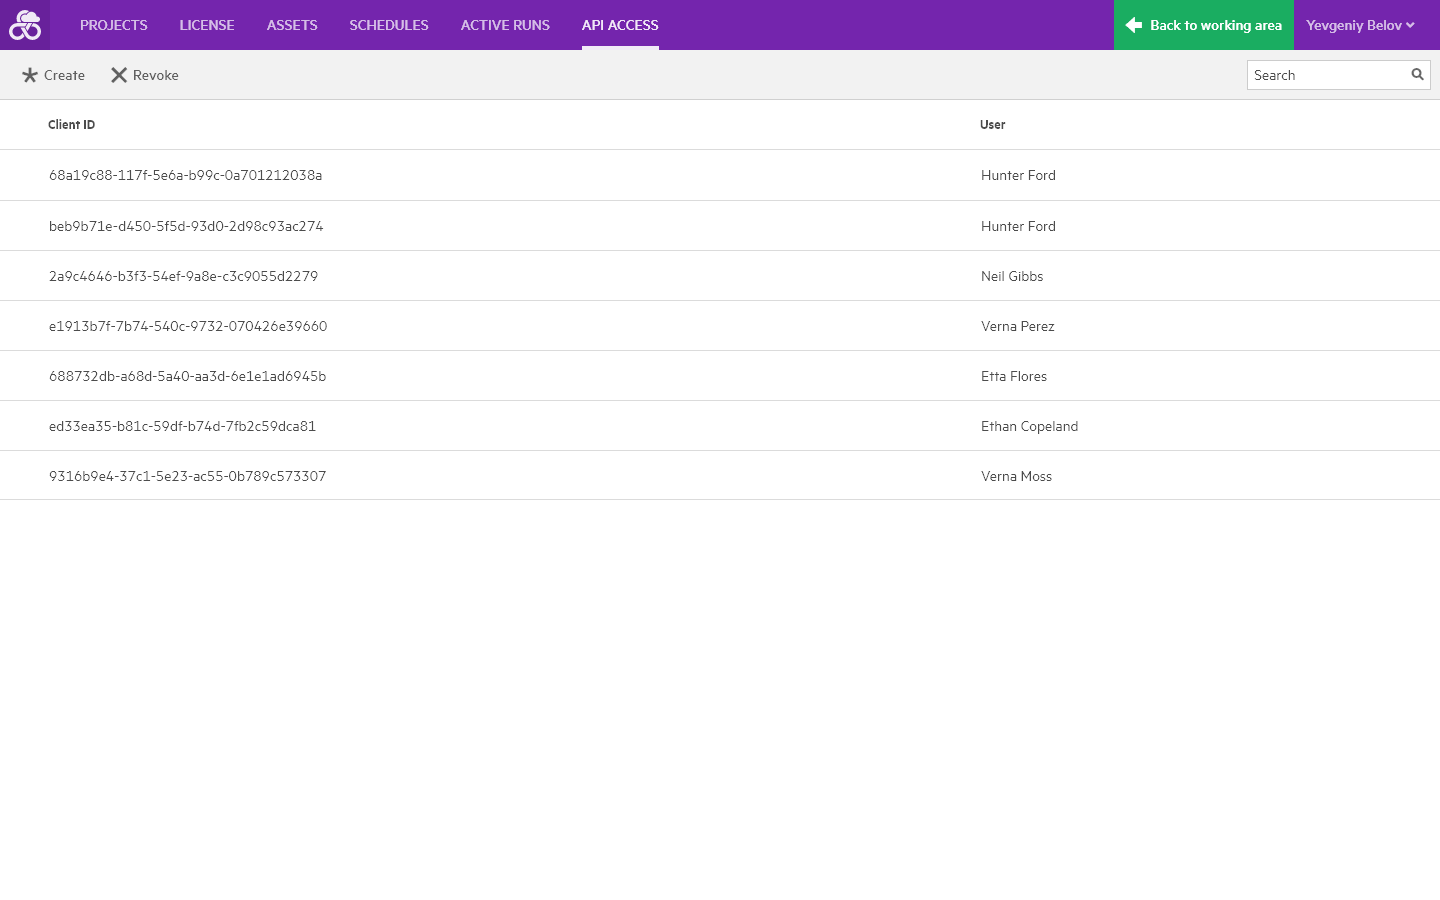 PROJECTS LICENSE ASSETS SCHEDULES ACTIVE RUNS API ACCESS Back to working area Yevgeniy Belov
Create Revoke Search
Client ID User
68a19c88-117f-5e6a-b99c-0a701212038a Hunter Ford
beb9b71e-d450-5f5d-93d0-2d98c93ac274 Hunter Ford
2a9c4646-b3f3-54ef-9a8e-c3c9055d2279 Neil Gibbs
e1913b7f-7b74-540c-9732-070426e39660 Verna Perez
688732db-a68d-5a40-aa3d-6e1e1ad6945b Etta Flores
ed33ea35-b81c-59df-b74d-7fb2c59dca81 Ethan Copeland
9316b9e4-37c1-5e23-ac55-0b789c573307 Verna Moss